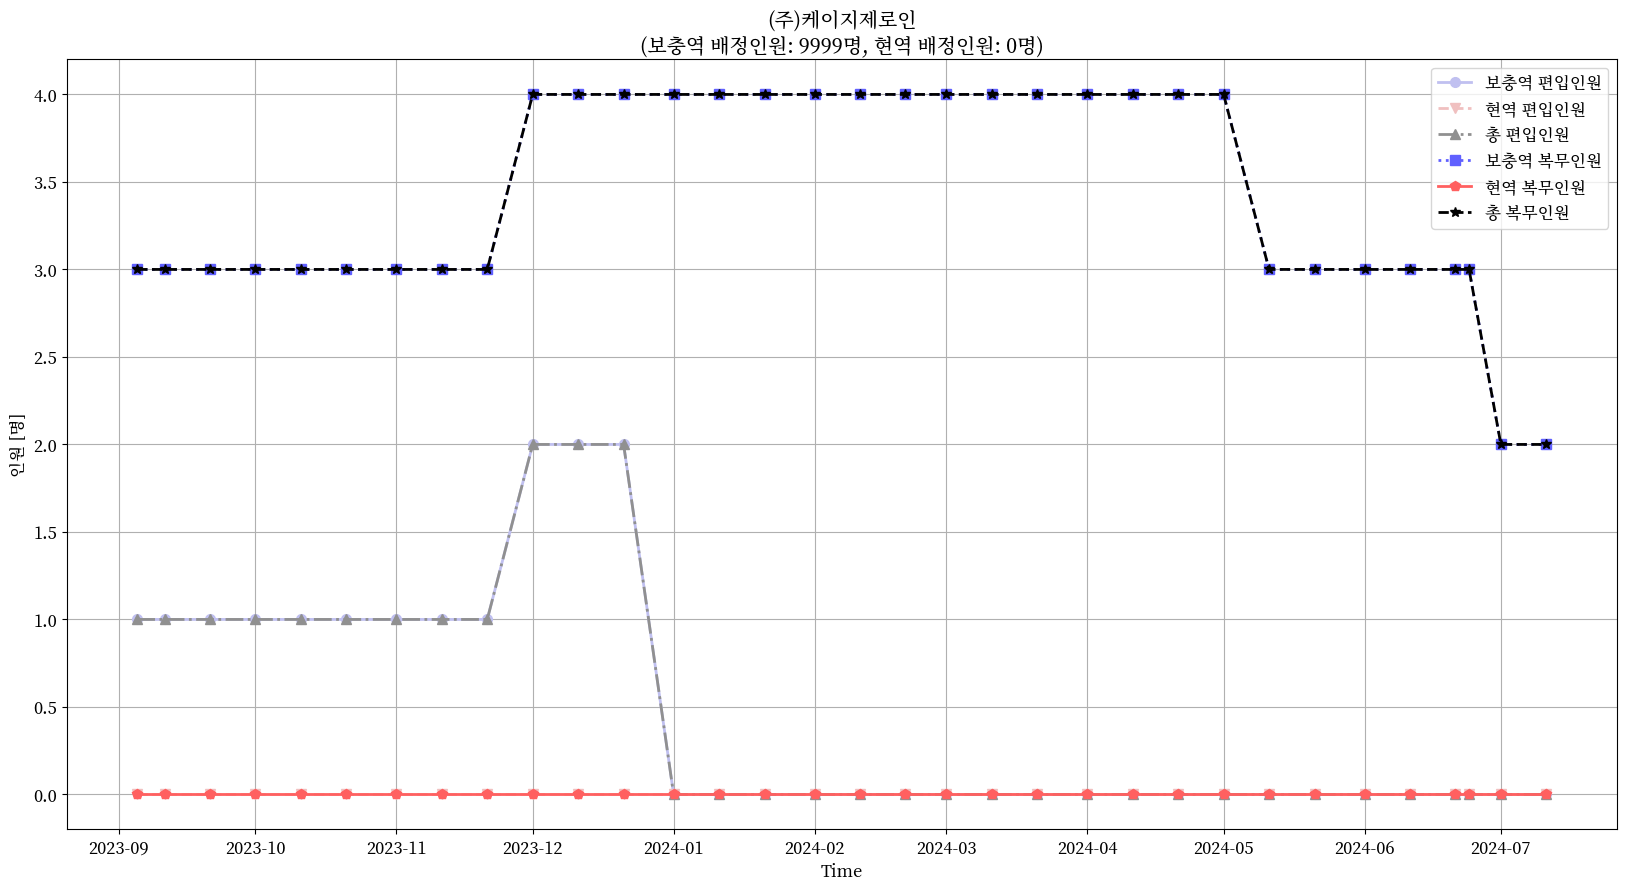 (주)케이지제로인
(보충역 배정인원: 9999명, 현역 배정인원: 0명)
보충역 편입인원
현역 편입인원
총 편입인원
보충역 복무인원
현역 복무인원
총 복무인원
인원 [명]
4.0
3.5
3.0
2.5
2.0
1.5
1.0
0.5
0.0
2023-09 2023-10 2023-11 2023-12 2024-01 2024-02 2024-03 2024-04 2024-05 2024-06 2024-07
Time